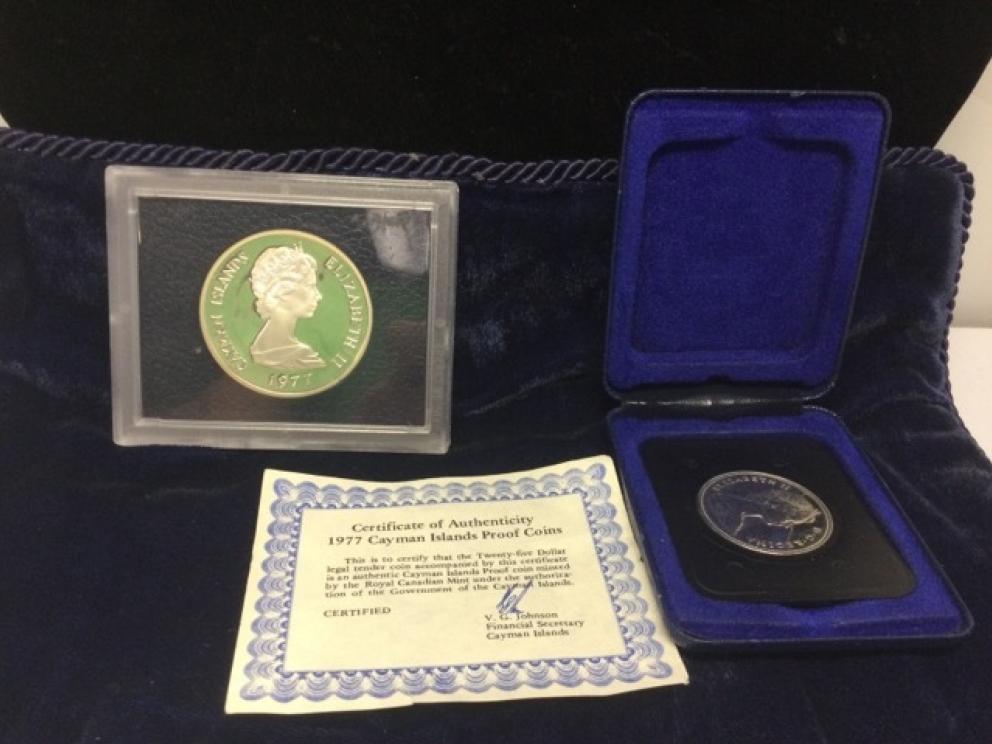 CAYMAN ISLANDS
ELIZABETH II
1977
ELIZABETH II
D·G·REGINA
Certificate of Authenticity
1977 Cayman Islands Proof Coins
This is to certify that the Twenty-five Dollar
legal tender coin accompanied by this certificate
is an authentic Cayman Islands Proof coin minted
by the Royal Canadian Mint under the authoriza-
tion of the Government of the Cayman Islands.
CERTIFIED
V. G. Johnson
Financial Secretary
Cayman Islands